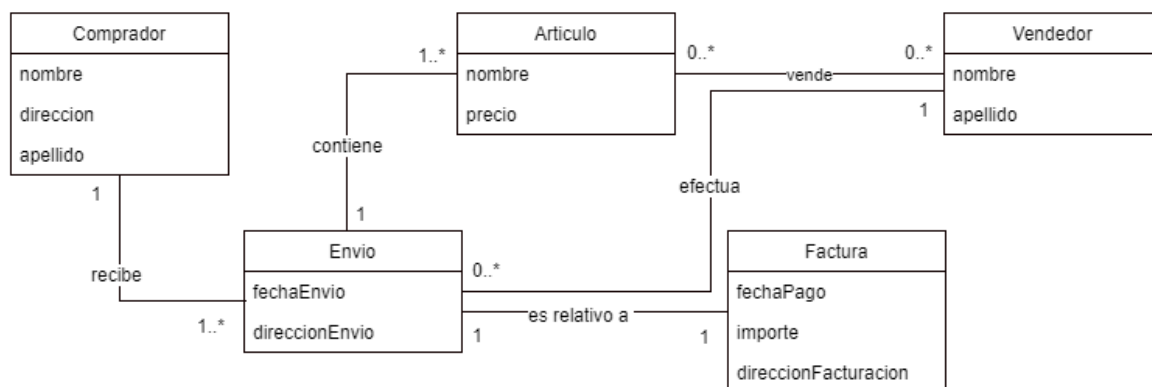 Comprador
nombre
direccion
apellido
1
recibe
1..*
Articulo
nombre
precio
1..*
contiene
1
0..*
vende
0..*
Vendedor
nombre
apellido
1
efectua
0..*
Envio
fechaEnvio
direccionEnvio
1
es relativo a
1
Factura
fechaPago
importe
direccionFacturacion